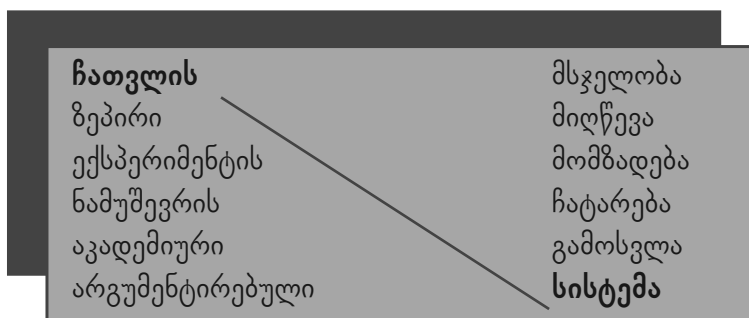 ჩათვლის
ზეპირი
ექსპერიმენტის
ნამუშევრის
აკადემიური
არგუმენტირებული
მსჯელობა
მიღწევა
მომზადება
ჩატარება
გამოსვლა
სისტემა